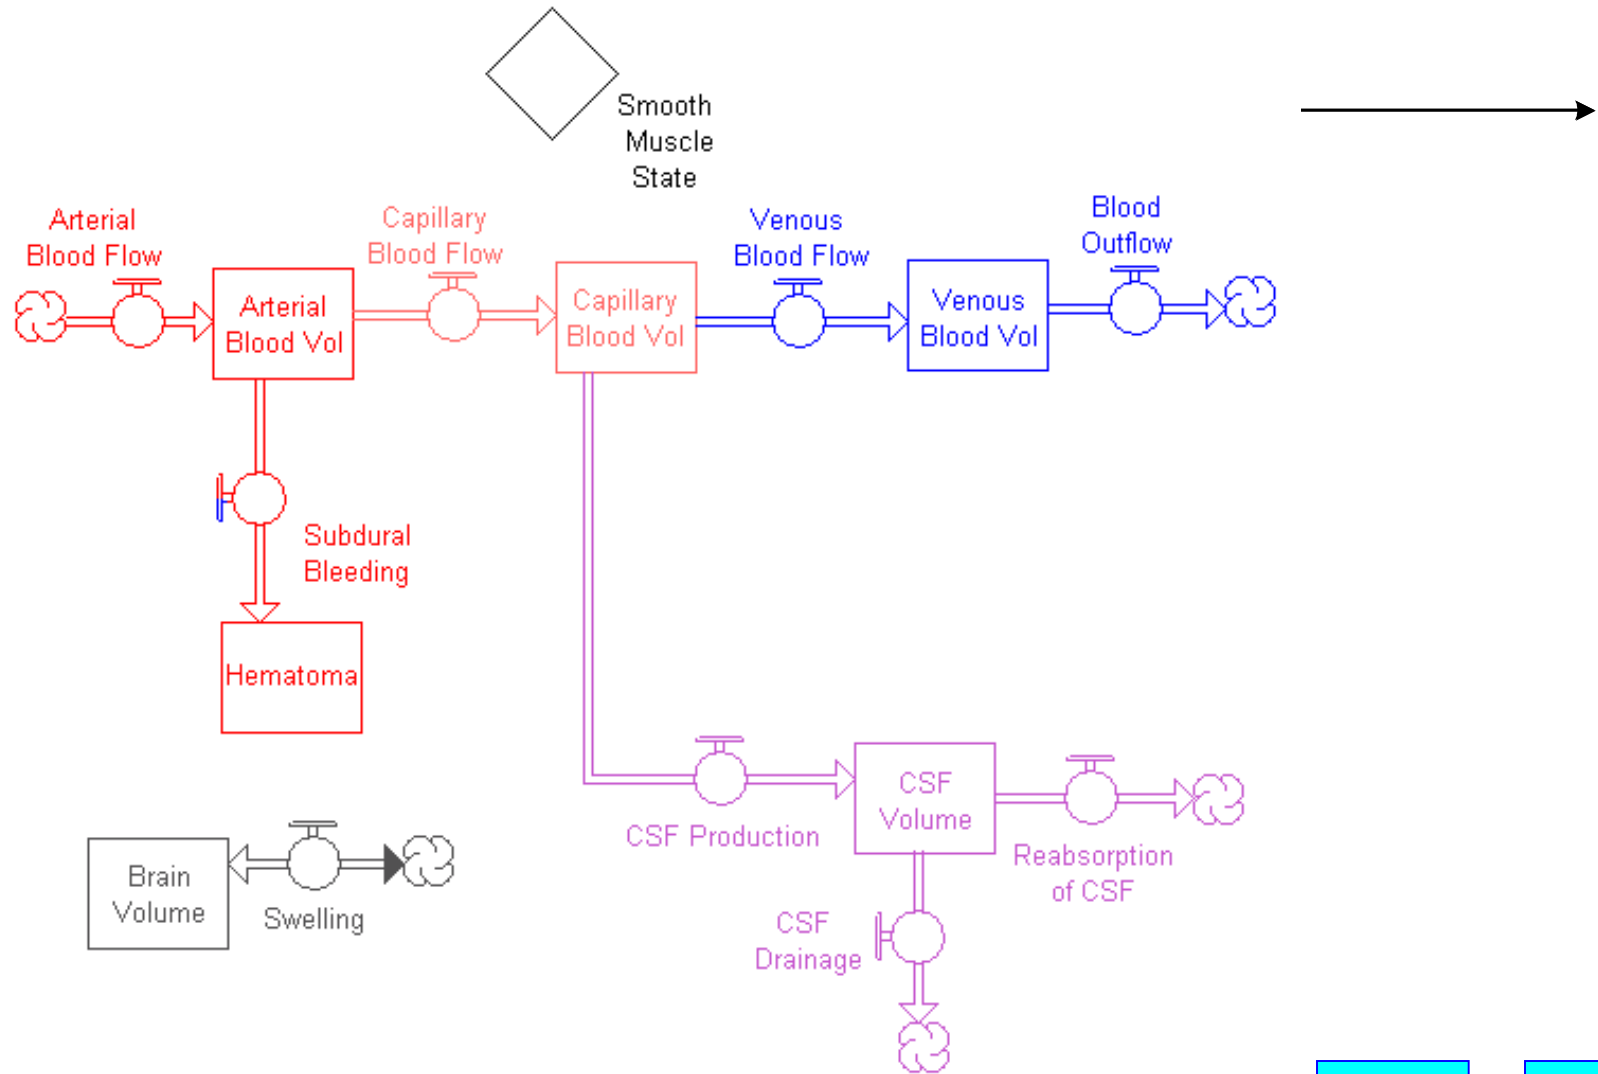 Smooth
Muscle
State
Arterial
Blood Flow
Capillary
Blood Flow
Venous
Blood Flow
Blood
Outflow
Arterial
Blood Vol
Capillary
Blood Vol
Venous
Blood Vol
Subdural
Bleeding
Hematoma
CSF Production
CSF
Volume
Reabsorption
of CSF
Brain
Volume
Swelling
CSF
Drainage